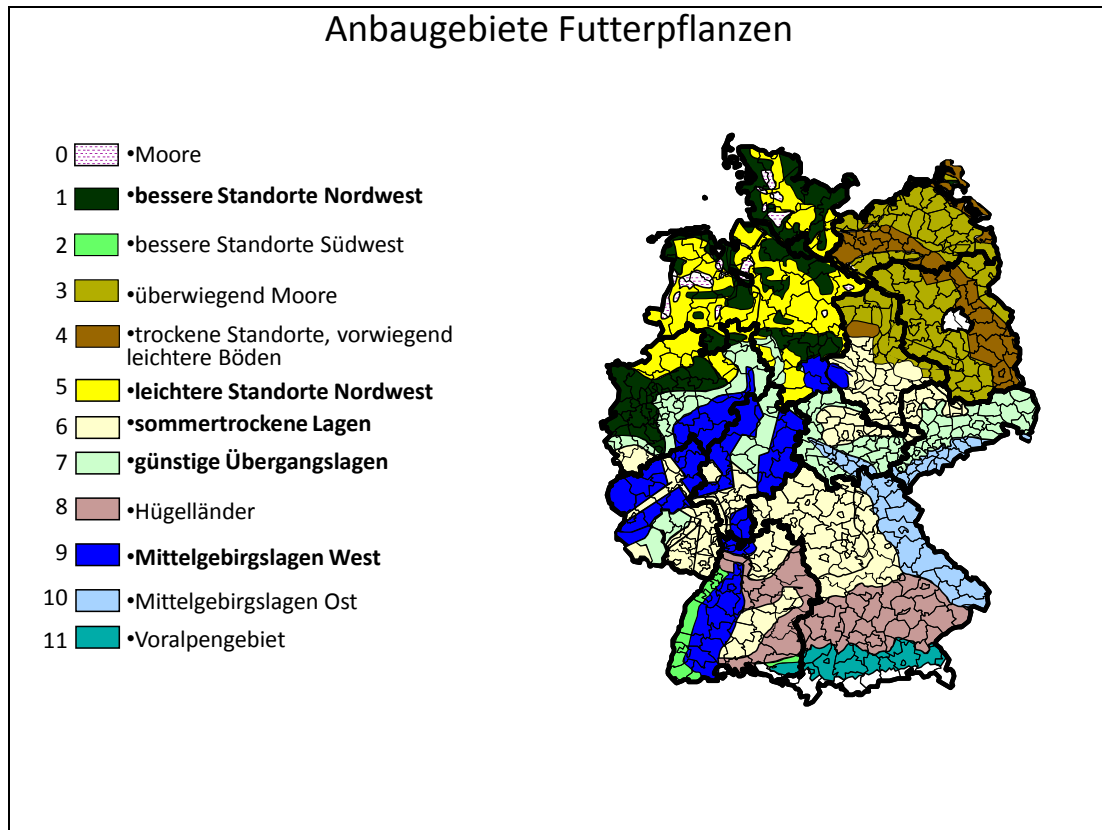 Anbaugebiete Futterpflanzen
0 •Moore
1 •bessere Standorte Nordwest
2 •bessere Standorte Südwest
3 •überwiegend Moore
4 •trockene Standorte, vorwiegend
leichtere Böden
5 •leichtere Standorte Nordwest
6 •sommertrockene Lagen
7 •günstige Übergangslagen
8 •Hügelländer
9 •Mittelgebirgslagen West
10 •Mittelgebirgslagen Ost
11 •Voralpengebiet